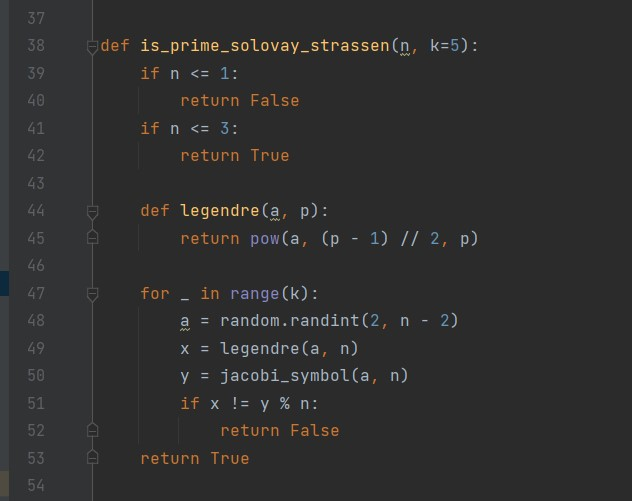 37
38 def is_prime_solovay_strassen(n, k=5):
39     if n <= 1:
40         return False
41     if n <= 3:
42         return True
43
44     def legendre(a, p):
45         return pow(a, (p - 1) // 2, p)
46
47     for _ in range(k):
48         a = random.randint(2, n - 2)
49         x = legendre(a, n)
50         y = jacobi_symbol(a, n)
51         if x != y % n:
52             return False
53     return True
54